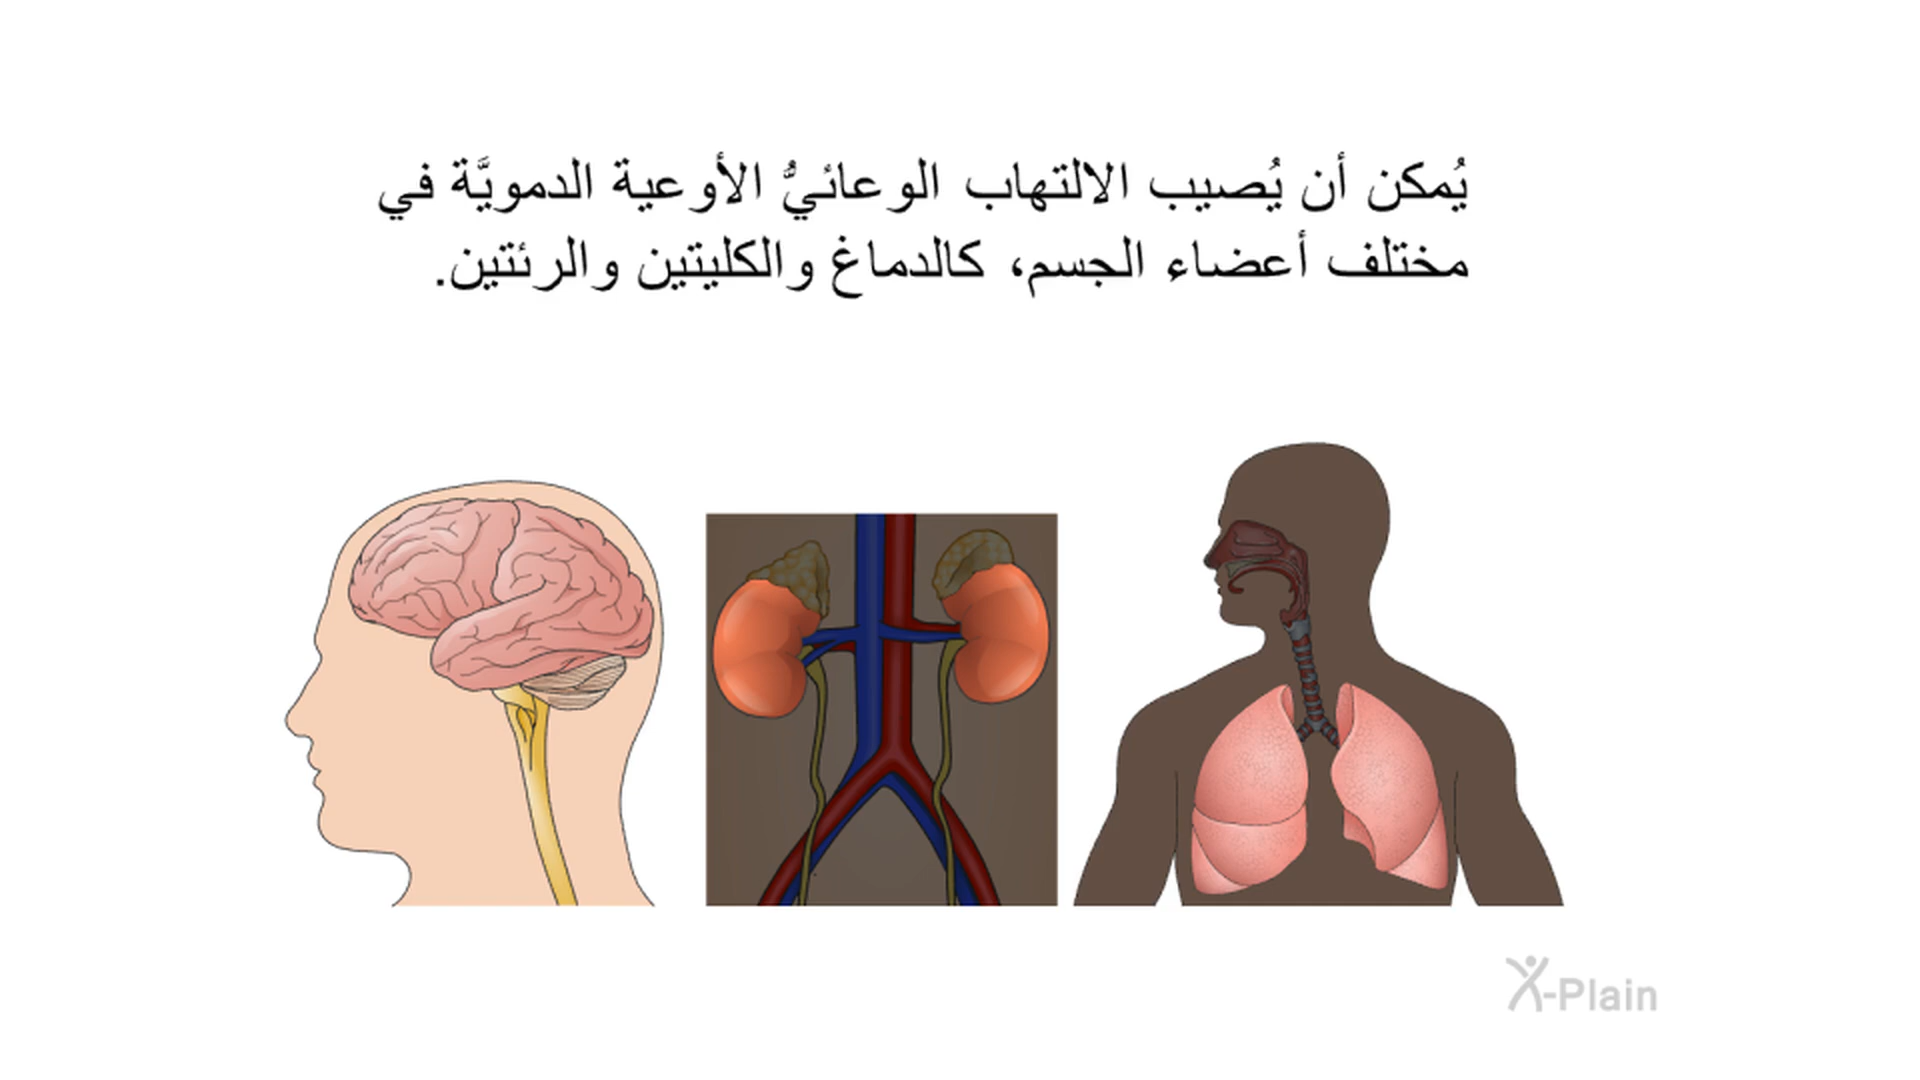 يُمكن أن يُصيب الالتهاب الوعائيُّ الأوعية الدمويَّة في
مختلف أعضاء الجسم، كالدماغ والكليتين والرئتين.
X-Plain